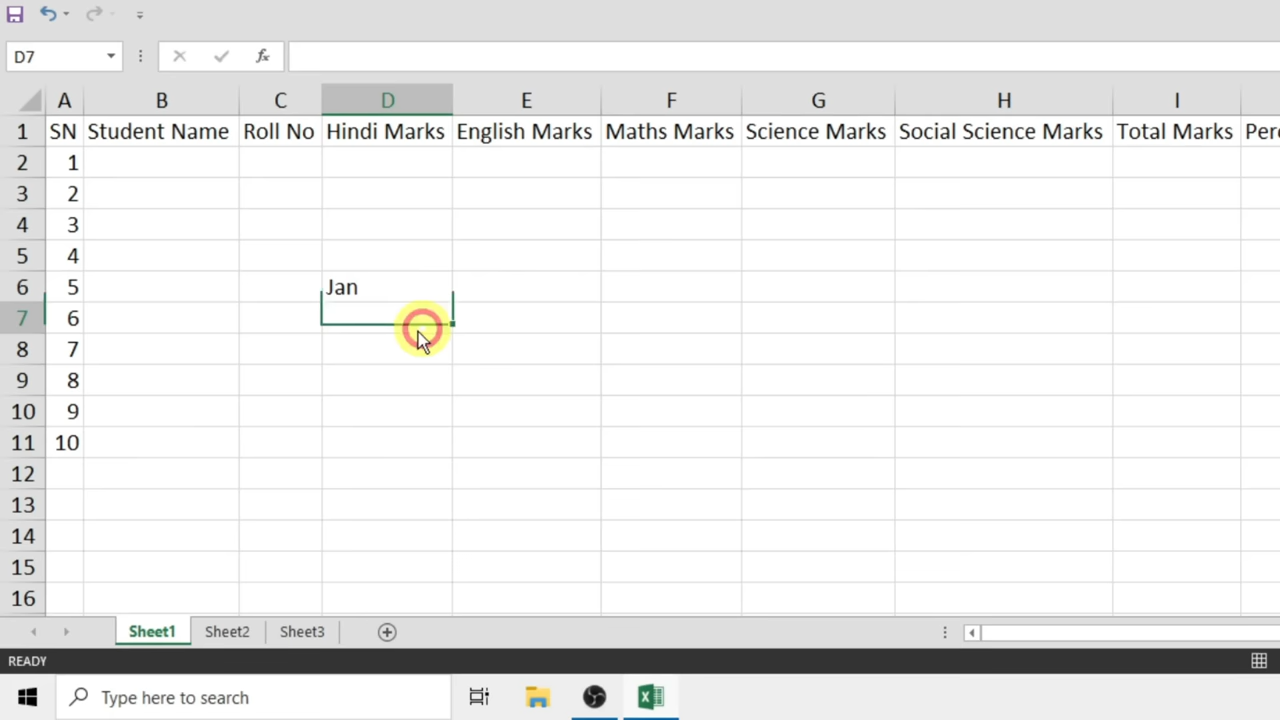 D7 fx
A B C D E F G H I
1 SN Student Name Roll No Hindi Marks English Marks Maths Marks Science Marks Social Science Marks Total Marks
2 1
3 2
4 3
5 4
6 5 Jan
7 6
8 7
9 8
10 9
11 10
12
13
14
15
16
Sheet1 Sheet2 Sheet3
READY
Type here to search